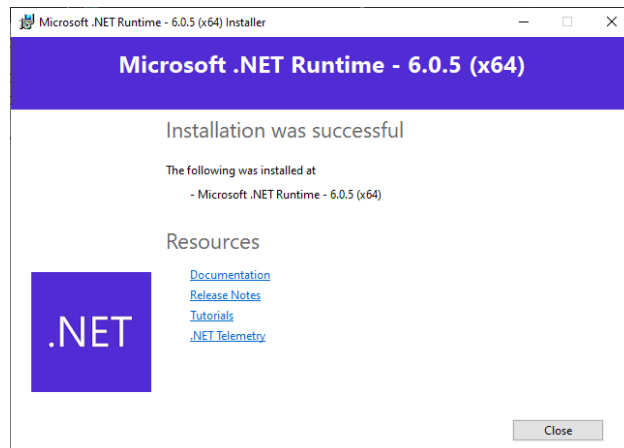 Microsoft .NET Runtime - 6.0.5 (x64) Installer
Microsoft .NET Runtime - 6.0.5 (x64)
Installation was successful
The following was installed at
- Microsoft .NET Runtime - 6.0.5 (x64)
Resources
Documentation
Release Notes
Tutorials
.NET Telemetry
.NET
Close